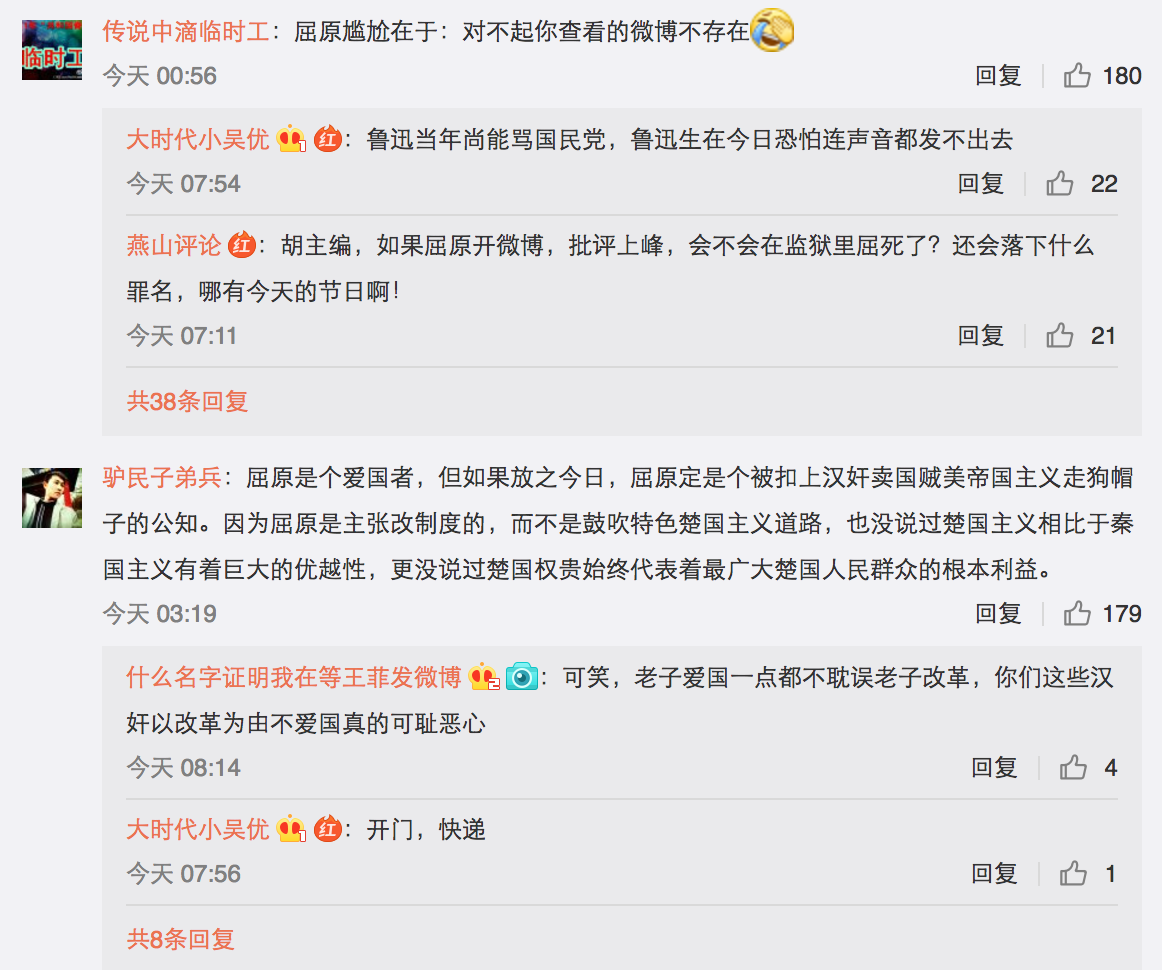 传说中滴临时工：屈原尴尬在于：对不起你查看的微博不存在
今天 00:56
回复
180
临时工
大时代小吴优 1 红：鲁迅当年尚能骂国民党，鲁迅生在今日恐怕连声音都发不出去
今天 07:54
回复
22
燕山评论 红：胡主编，如果屈原开微博，批评上峰，会不会在监狱里屈死了？还会落下什么
罪名，哪有今天的节日啊！
今天 07:11
回复
21
共38条回复
驴民子弟兵：屈原是个爱国者，但如果放之今日，屈原定是个被扣上汉奸卖国贼美帝国主义走狗帽
子的公知。因为屈原是主张改制度的，而不是鼓吹特色楚国主义道路，也没说过楚国主义相比于秦
国主义有着巨大的优越性，更没说过楚国权贵始终代表着最广大楚国人民群众的根本利益。
今天 03:19
回复
179
什么名字证明我在等王菲发微博 2：可笑，老子爱国一点都不耽误老子改革，你们这些汉
奸以改革为由不爱国真的可耻恶心
今天 08:14
回复
4
大时代小吴优 1 红：开门，快递
今天 07:56
回复
1
共8条回复